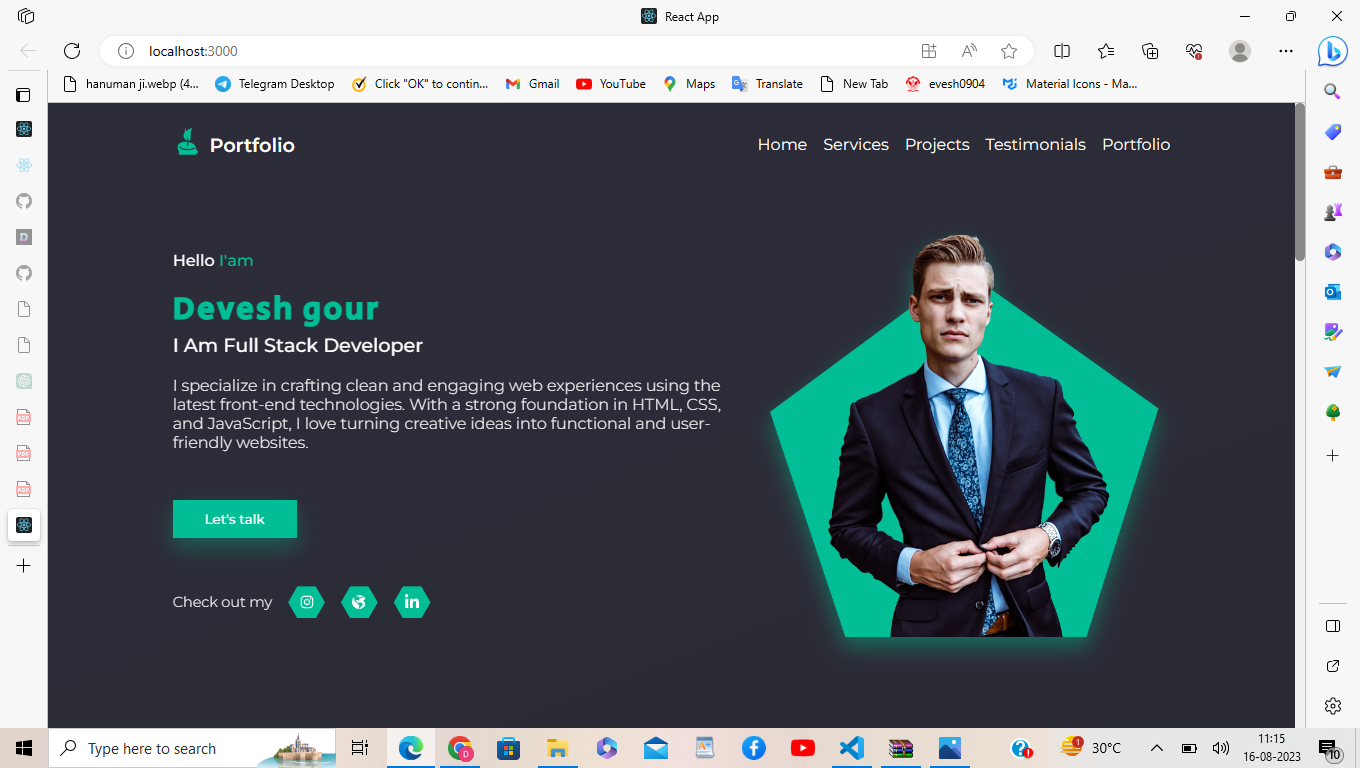 React App
localhost:3000
hanuman ji.webp (4...
Telegram Desktop
Click "OK" to contin...
Gmail
YouTube
Maps
Translate
New Tab
evesh0904
Material Icons - Ma...
Portfolio
Home
Services
Projects
Testimonials
Portfolio
Hello I'am
Devesh gour
I Am Full Stack Developer
I specialize in crafting clean and engaging web experiences using the
latest front-end technologies. With a strong foundation in HTML, CSS,
and JavaScript, I love turning creative ideas into functional and user-
friendly websites.
Let's talk
Check out my
Type here to search
30°C
11:15
16-08-2023
10